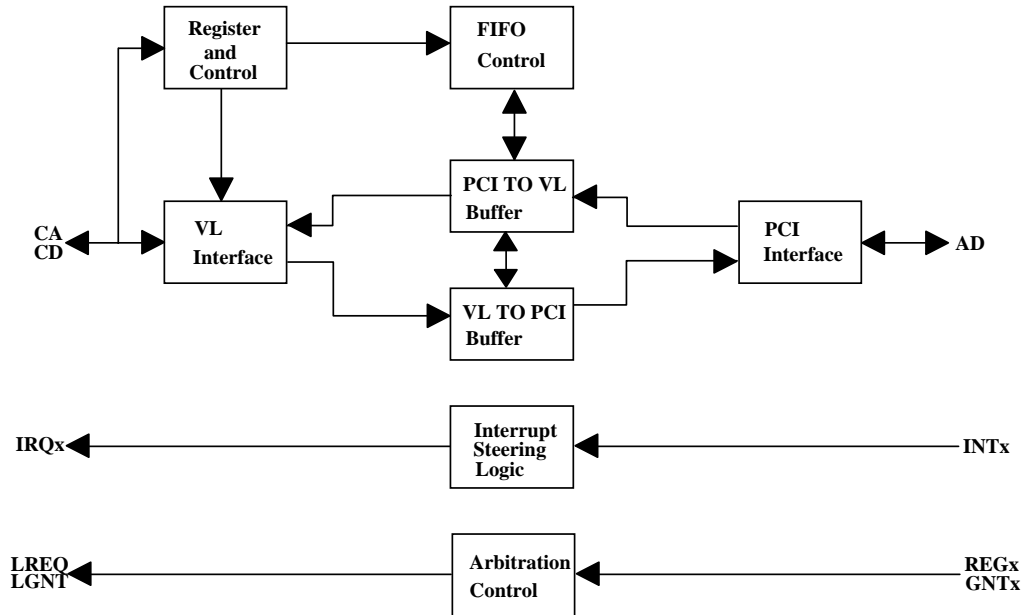 Register
and
Control
FIFO
Control
PCI TO VL
Buffer
CA
CD
VL
Interface
PCI
Interface
AD
VL TO PCI
Buffer
IRQx
Interrupt
Steering
Logic
INTx
LREQ
LGNT
Arbitration
Control
REGx
GNTx